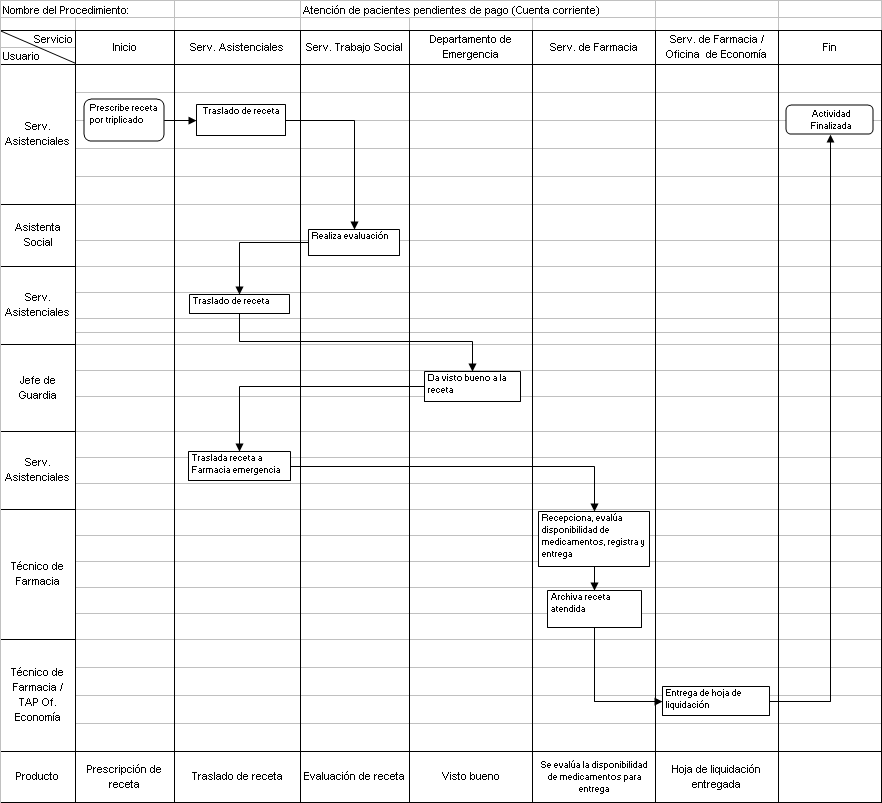 Nombre del Procedimiento:
Atención de pacientes pendientes de pago (Cuenta corriente)
Servicio
Usuario
Inicio
Serv. Asistenciales
Serv. Trabajo Social
Departamento de
Emergencia
Serv. de Farmacia
Serv. de Farmacia /
Oficina de Economía
Fin
Serv.
Asistenciales
Prescribe receta
por triplicado
Traslado de receta
Actividad
Finalizada
Asistenta
Social
Realiza evaluación
Serv.
Asistenciales
Traslado de receta
Jefe de
Guardia
Da visto bueno a la
receta
Serv.
Asistenciales
Traslada receta a
Farmacia emergencia
Técnico de
Farmacia
Recepciona, evalúa
disponibilidad de
medicamentos, registra y
entrega
Archiva receta
atendida
Técnico de
Farmacia /
TAP Of.
Economía
Entrega de hoja de
liquidación
Producto
Prescripción de
receta
Traslado de receta
Evaluación de receta
Visto bueno
Se evalúa la disponibilidad
de medicamentos para
entrega
Hoja de liquidación
entregada